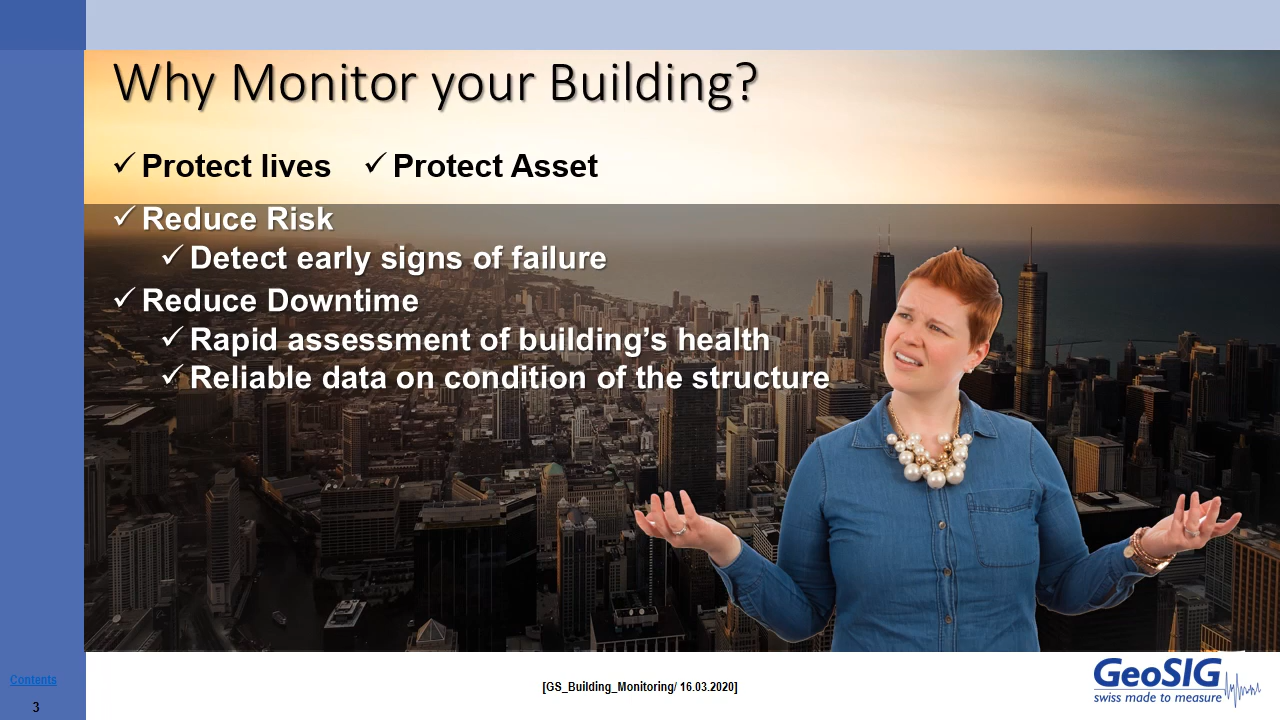 Why Monitor your Building?
✓ Protect lives ✓ Protect Asset
✓ Reduce Risk
✓ Detect early signs of failure
✓ Reduce Downtime
✓ Rapid assessment of building’s health
✓ Reliable data on condition of the structure
Contents
3
[GS_Building_Monitoring/ 16.03.2020]
GeoSIG
swiss made to measure